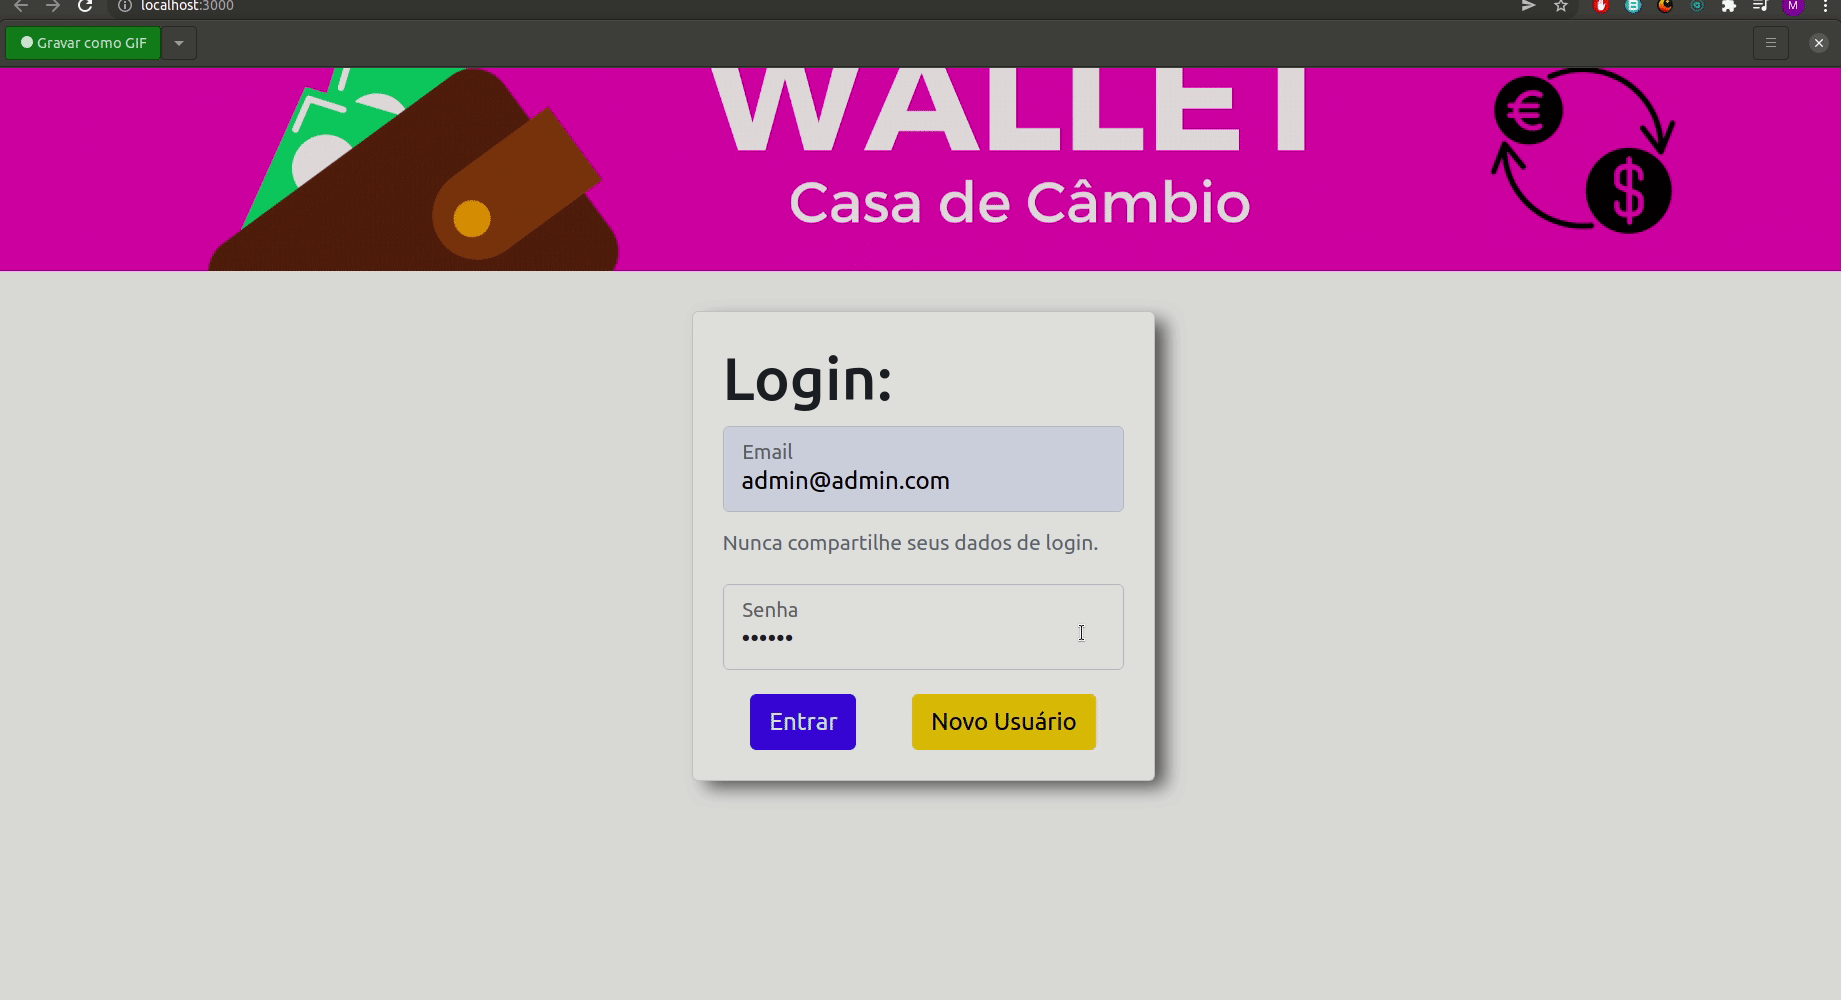 localhost:3000
M
Gravar como GIF
WALLET
Casa de Câmbio
€
$
Login:
Email
admin@admin.com
Nunca compartilhe seus dados de login.
Senha
••••••
Entrar
Novo Usuário